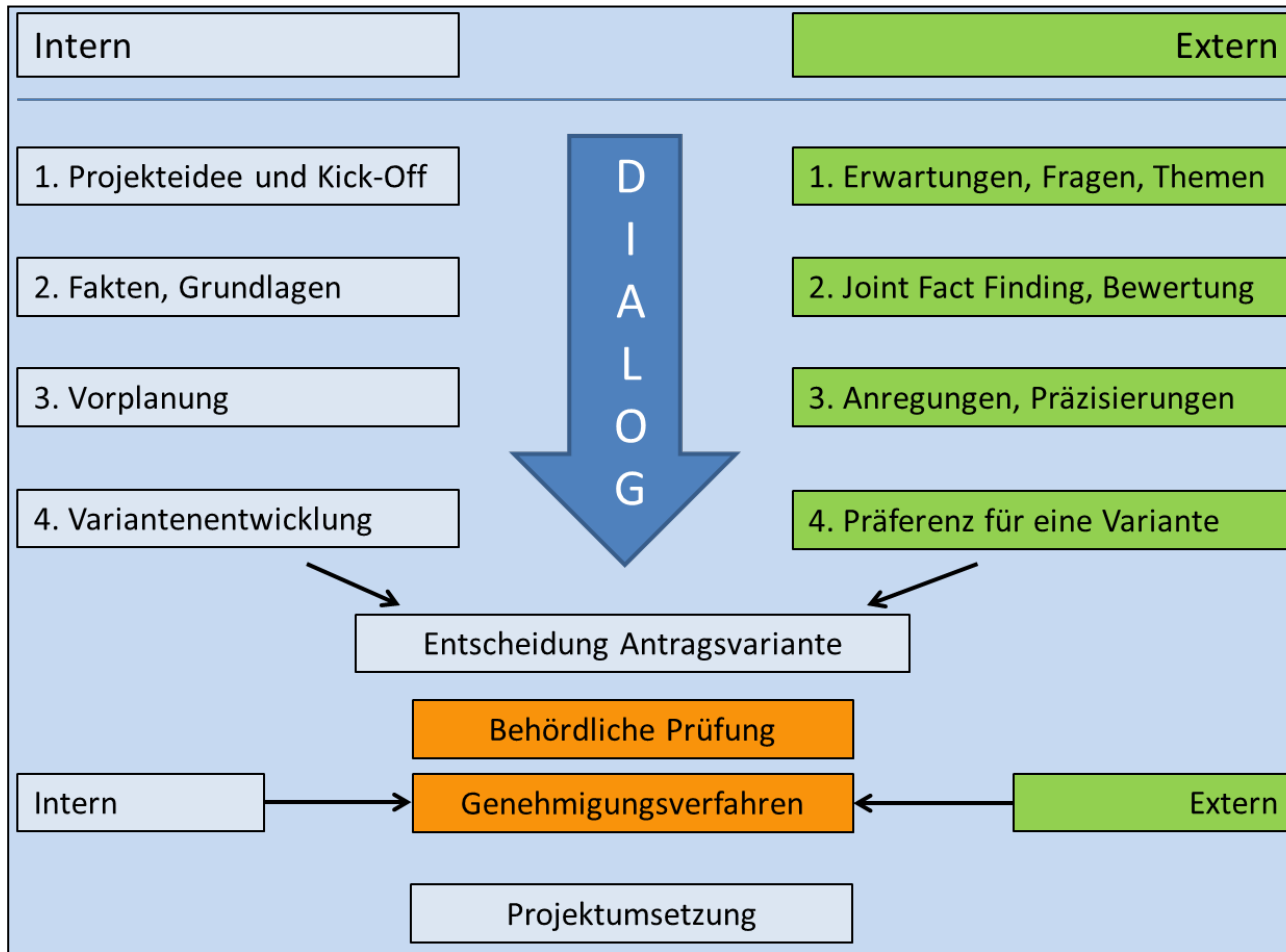 Intern
Extern
1. Projekteidee und Kick-Off
D
I
A
L
O
G
1. Erwartungen, Fragen, Themen
2. Fakten, Grundlagen
2. Joint Fact Finding, Bewertung
3. Vorplanung
3. Anregungen, Präzisierungen
4. Variantenentwicklung
4. Präferenz für eine Variante
Entscheidung Antragsvariante
Behördliche Prüfung
Intern
Genehmigungsverfahren
Extern
Projektumsetzung